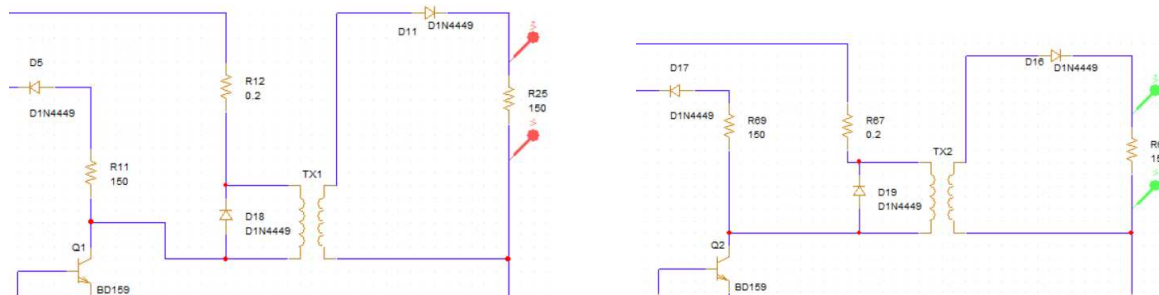 D11
D1N4449
D5
D1N4449
R12
0.2
R25
150
R11
150
TX1
D18
D1N4449
Q1
BD159
D16
D1N4449
D17
D1N4449
R69
150
R67
0.2
TX2
D19
D1N4449
Q2
BD159